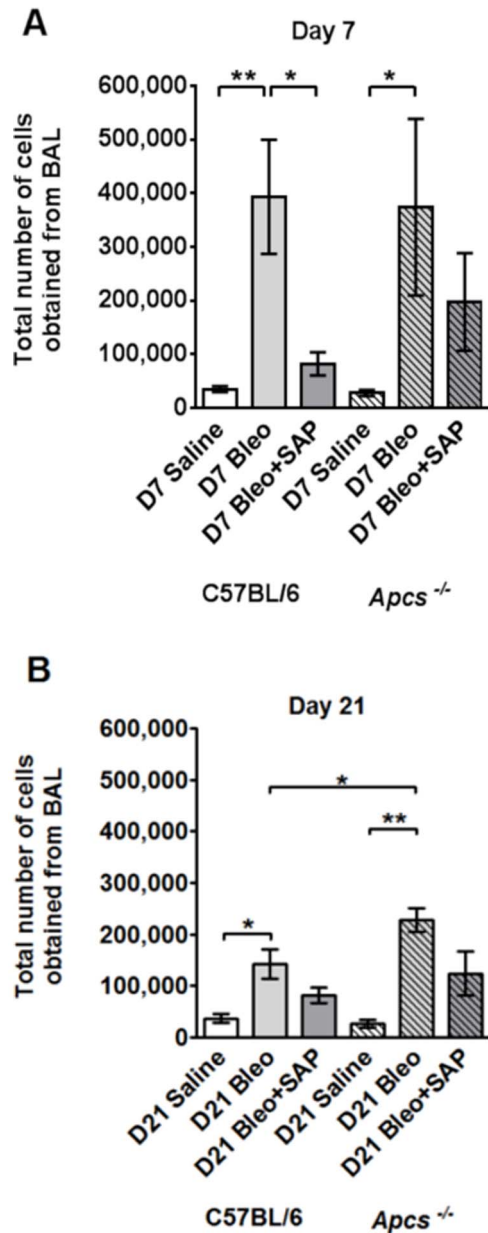 A
Day 7
Total number of cells
obtained from BAL
600,000
500,000
400,000
300,000
200,000
100,000
0
** * *
D7 Saline
D7 Bleo
D7 Bleo+SAP
D7 Saline
D7 Bleo
D7 Bleo+SAP
C57BL/6 Apcs -/-
B
Day 21
Total number of cells
obtained from BAL
600,000
500,000
400,000
300,000
200,000
100,000
0
*
**
*
D21 Saline
D21 Bleo
D21 Bleo+SAP
D21 Saline
D21 Bleo
D21 Bleo+SAP
C57BL/6 Apcs -/-